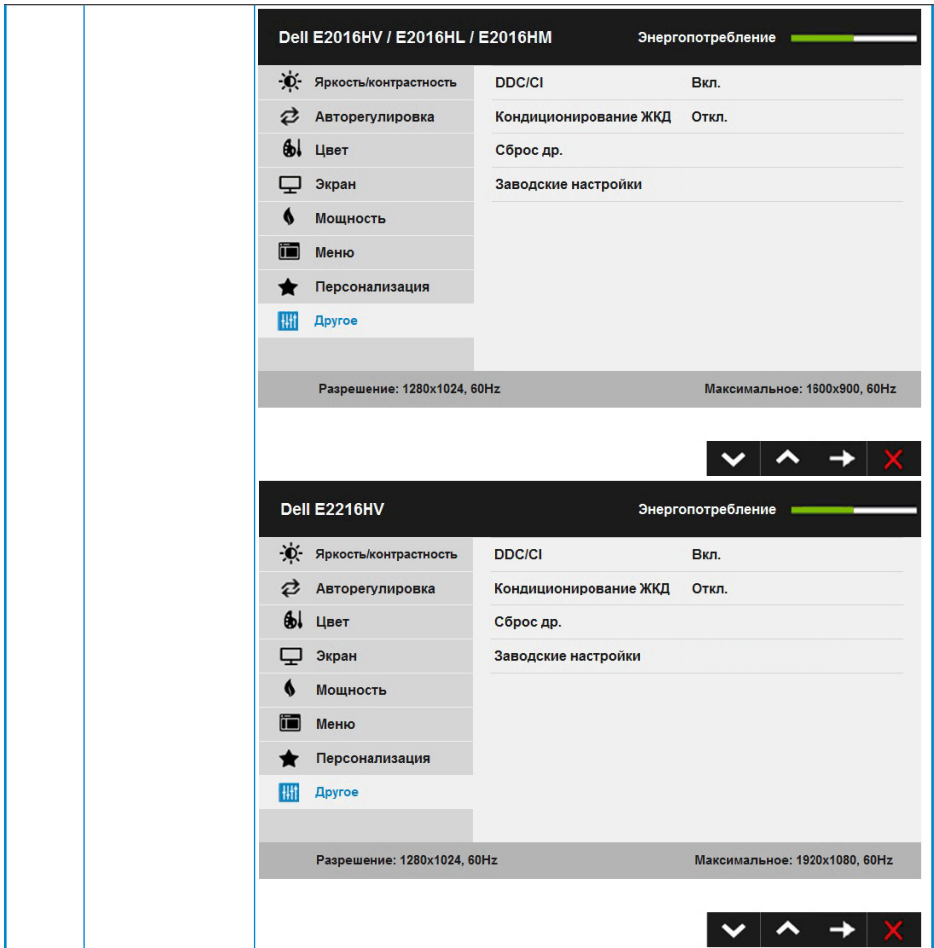 Dell E2016HV / E2016HL / E2016HM Энергопотребление
Яркость/контрастность DDC/CI Вкл.
Авторегулировка Кондиционирование ЖКД Откл.
Цвет Сброс др.
Экран Заводские настройки
Мощность
Меню
Персонализация
Другое
Разрешение: 1280x1024, 60Hz Максимальное: 1600x900, 60Hz
Dell E2216HV Энергопотребление
Яркость/контрастность DDC/CI Вкл.
Авторегулировка Кондиционирование ЖКД Откл.
Цвет Сброс др.
Экран Заводские настройки
Мощность
Меню
Персонализация
Другое
Разрешение: 1280x1024, 60Hz Максимальное: 1920x1080, 60Hz